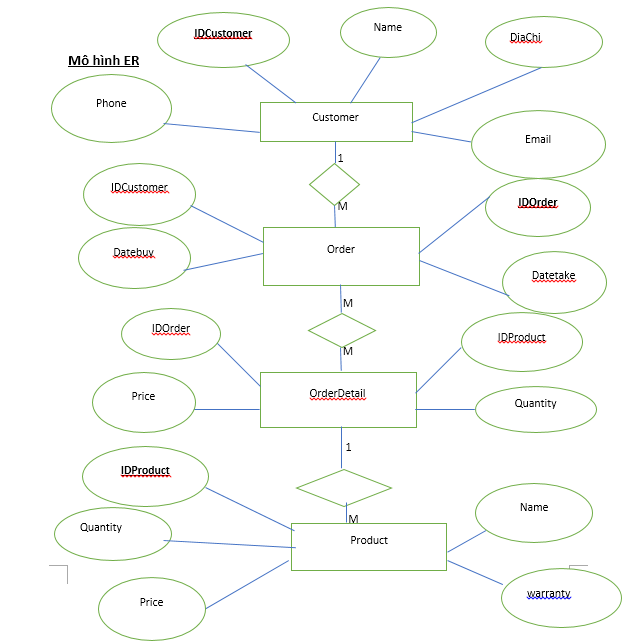 IDCustomer
Name
DiaChi
Mô hình ER
Phone
Customer
Email
1
IDCustomer
M
IDOrder
Datebuy
Order
Datetake
M
IDOrder
IDProduct
M
Price
OrderDetail
Quantity
1
IDProduct
Name
M
Quantity
Product
Price
warranty